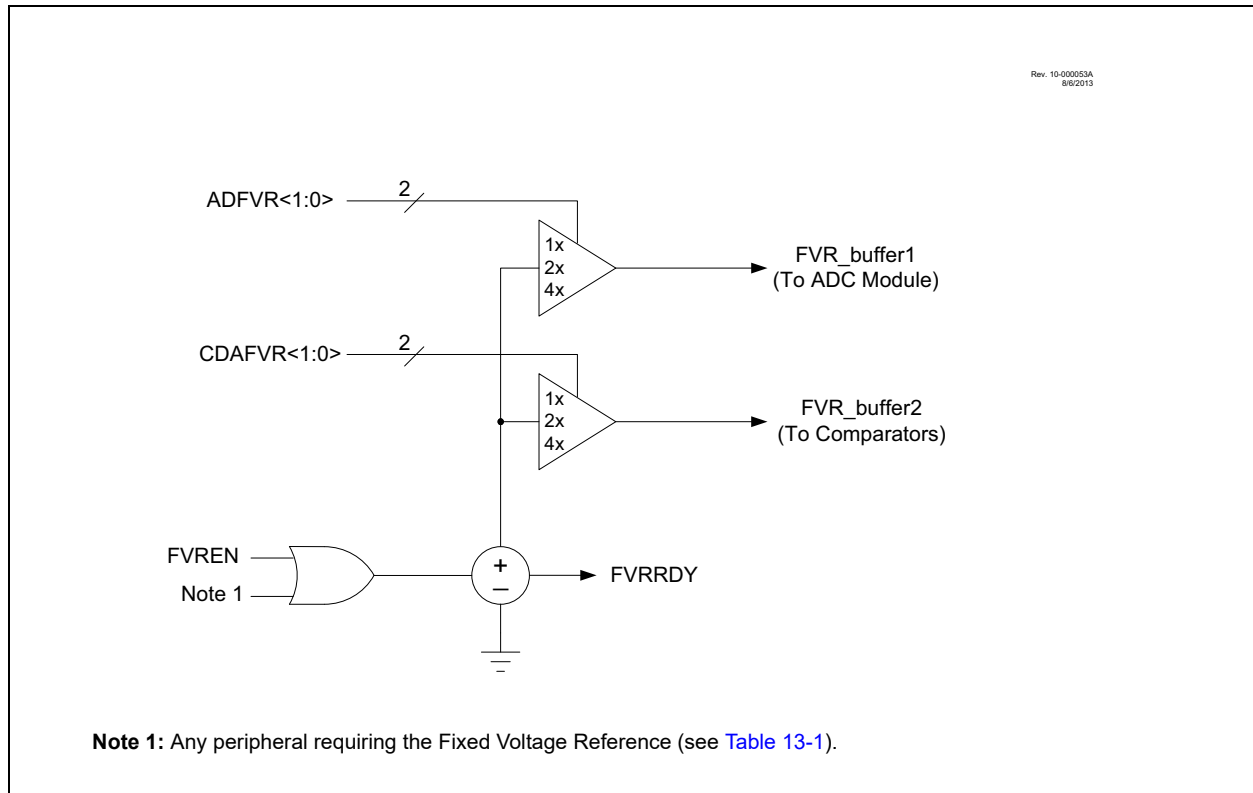 Rev. 10-000053A
8/6/2013
ADFVR<1:0>
2
1x
2x
4x
FVR_buffer1
(To ADC Module)
CDAFVR<1:0>
2
1x
2x
4x
FVR_buffer2
(To Comparators)
FVREN
Note 1
+
−
FVRRDY
Note 1: Any peripheral requiring the Fixed Voltage Reference (see Table 13-1).